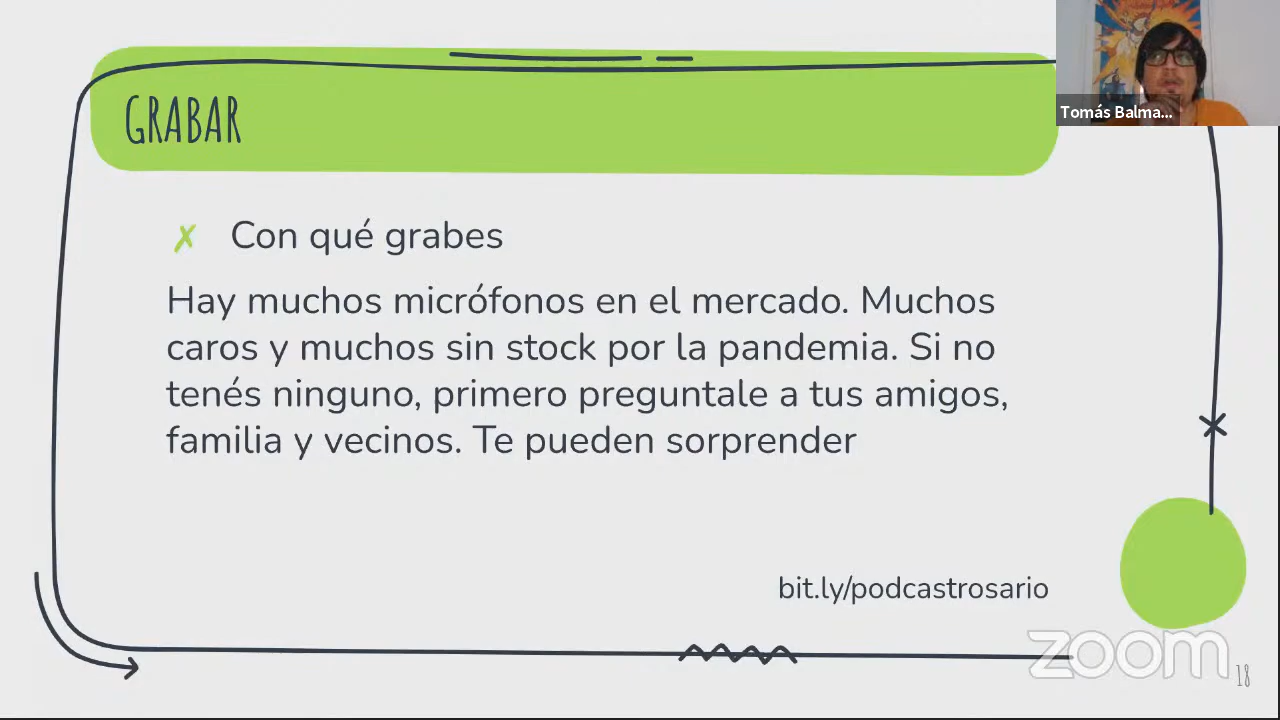 GRABAR
Tomás Balma...
✗ Con qué grabes
Hay muchos micrófonos en el mercado. Muchos
caros y muchos sin stock por la pandemia. Si no
tenés ninguno, primero preguntale a tus amigos,
familia y vecinos. Te pueden sorprender
bit.ly/podcastrosario
zoom
18